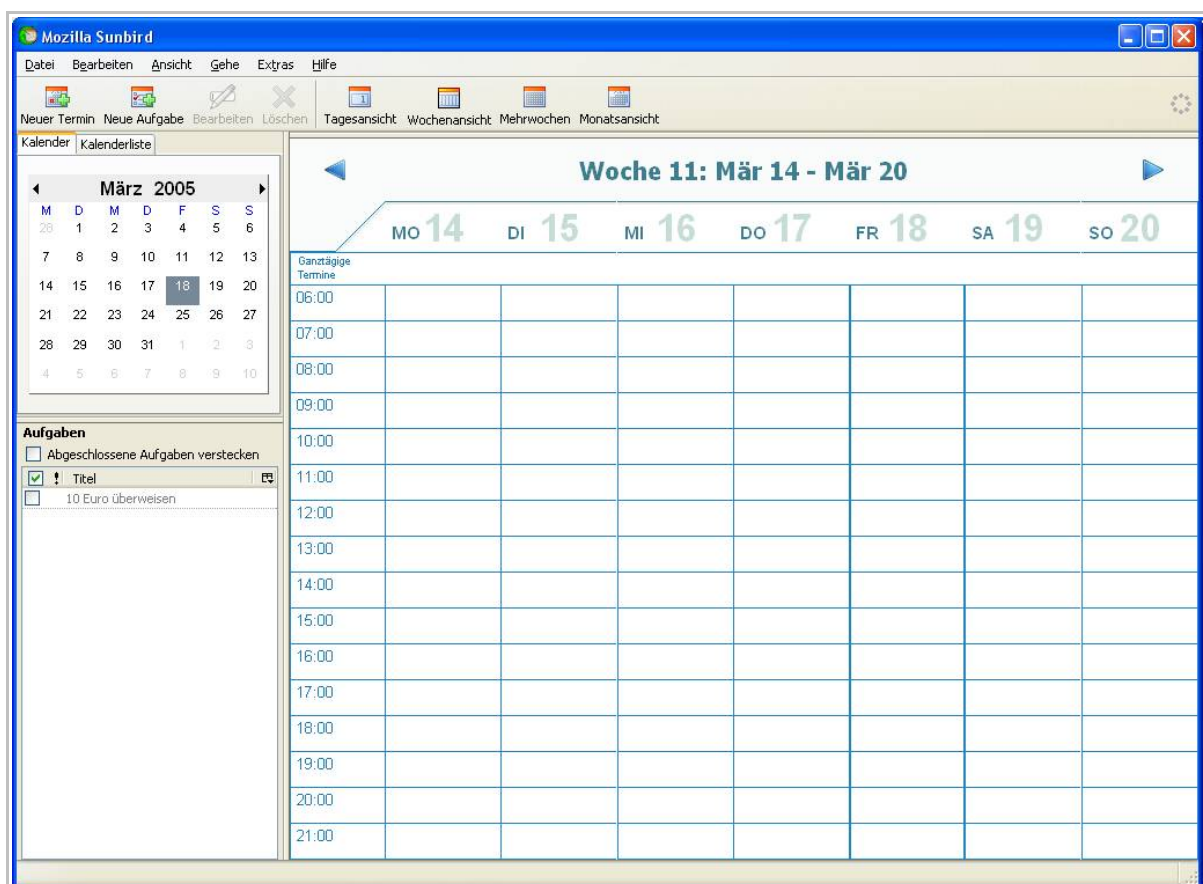 Mozilla Sunbird
Datei Bearbeiten Ansicht Gehe Extras Hilfe
Neuer Termin Neue Aufgabe Bearbeiten Löschen Tagesansicht Wochenansicht Mehrwochen Monatsansicht
Kalender Kalenderliste
März 2005
M D M D F S S
28 1 2 3 4 5 6
7 8 9 10 11 12 13
14 15 16 17 18 19 20
21 22 23 24 25 26 27
28 29 30 31 1 2 3
4 5 6 7 8 9 10
Aufgaben
Abgeschlossene Aufgaben verstecken
! Titel
10 Euro überweisen
Woche 11: Mär 14 - Mär 20
MO 14 DI 15 MI 16 DO 17 FR 18 SA 19 SO 20
Ganztägige
Termine
06:00
07:00
08:00
09:00
10:00
11:00
12:00
13:00
14:00
15:00
16:00
17:00
18:00
19:00
20:00
21:00